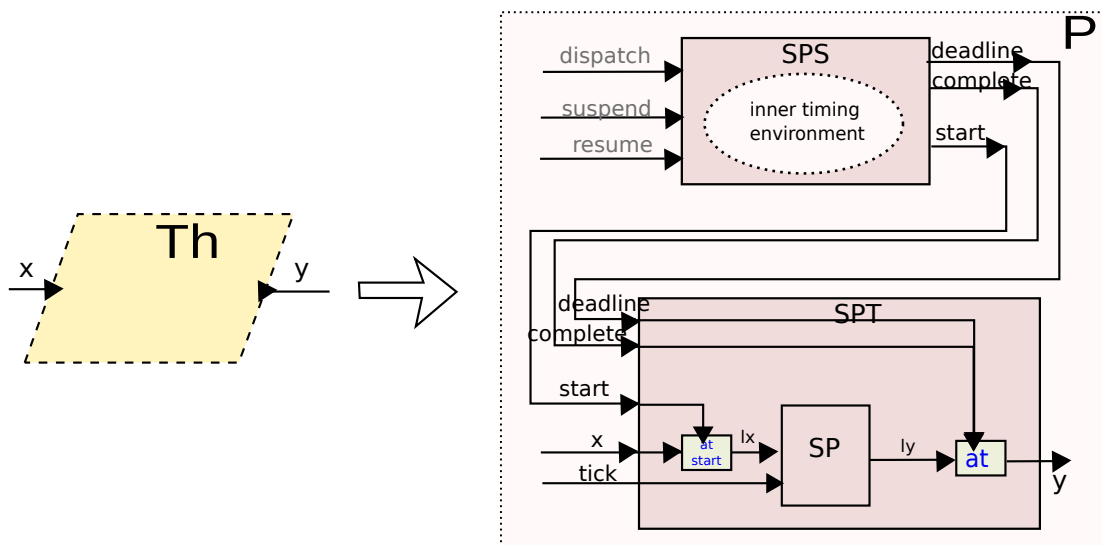 x
Th
y
P
dispatch
suspend
resume
SPS
inner timing
environment
deadline
complete
start
deadline
complete
start
x
tick
SPT
at
start
lx
SP
ly
at
y